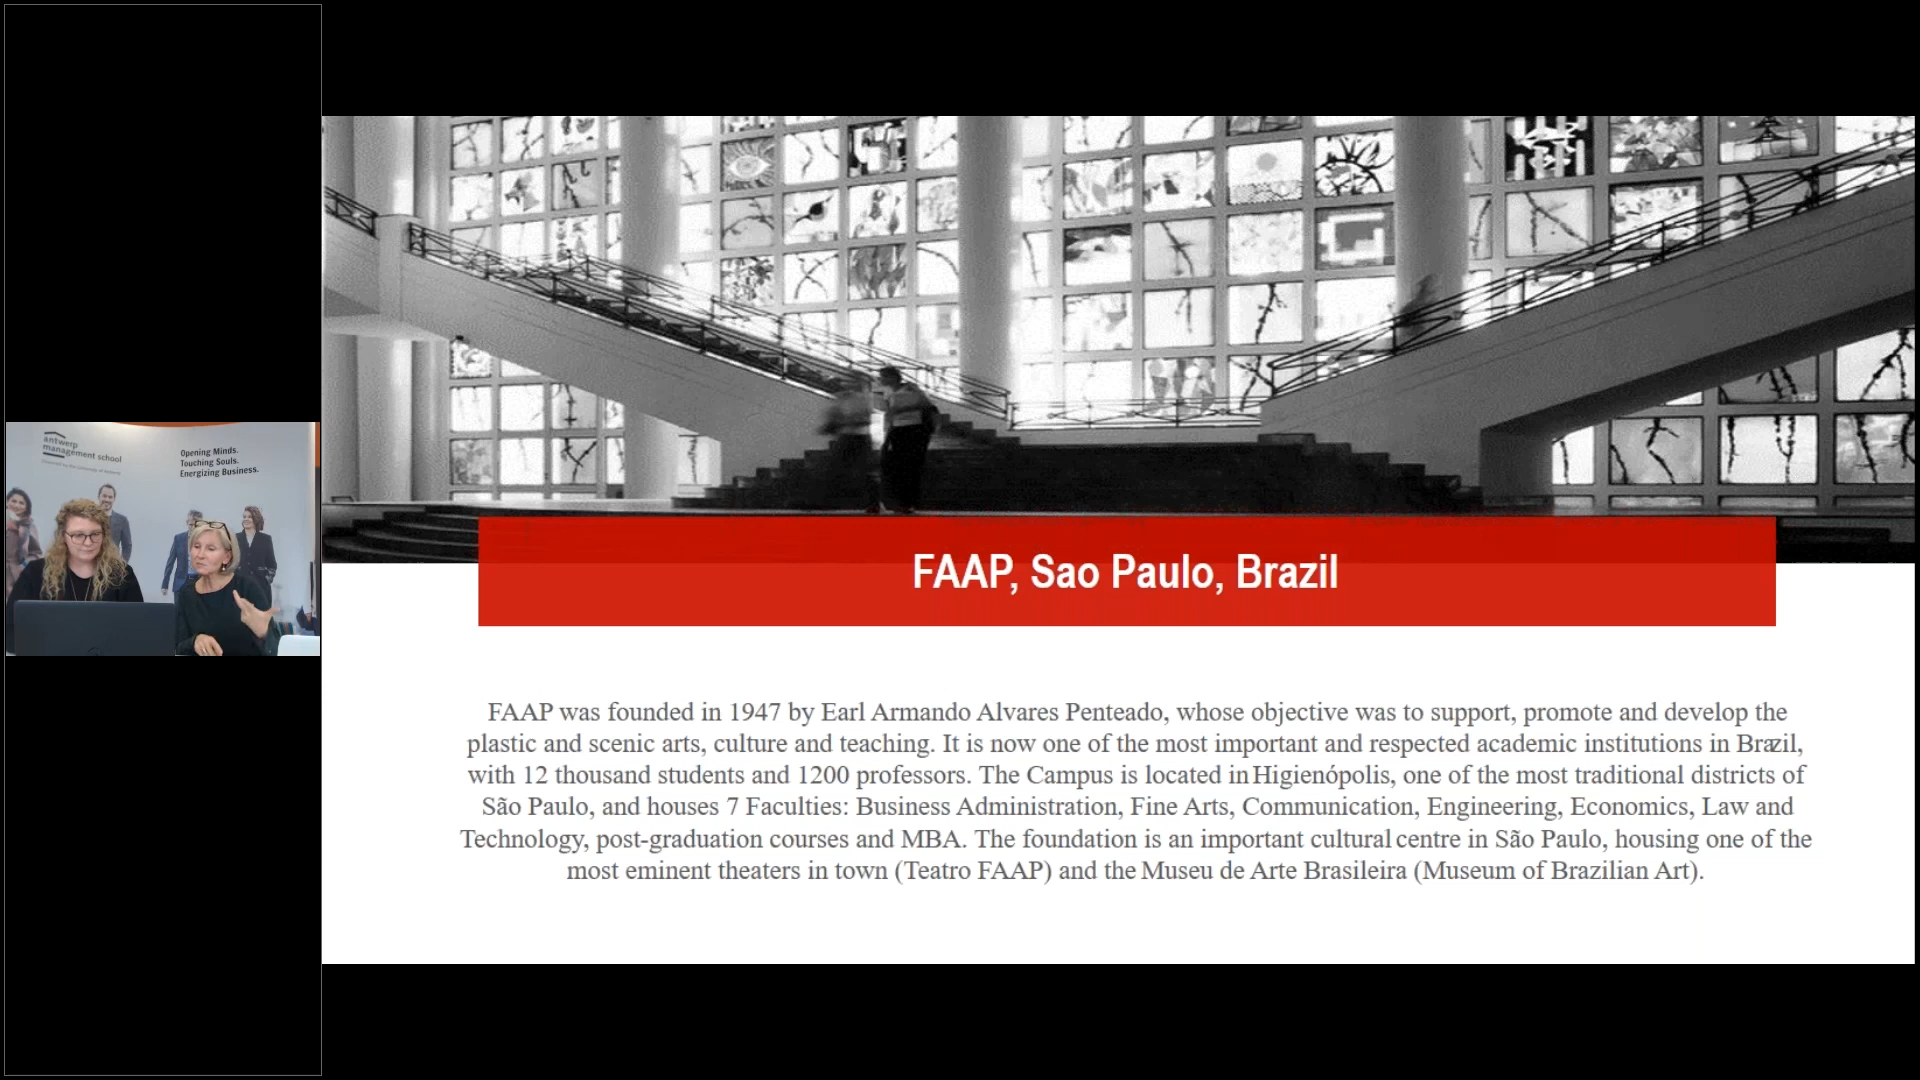 antwerp
management school
Opening Minds.
Touching Souls.
Energizing Business.
FAAP, Sao Paulo, Brazil
FAAP was founded in 1947 by Earl Armando Alvares Penteado, whose objective was to support, promote and develop the
plastic and scenic arts, culture and teaching. It is now one of the most important and respected academic institutions in Brazil,
with 12 thousand students and 1200 professors. The Campus is located in Higienópolis, one of the most traditional districts of
São Paulo, and houses 7 Faculties: Business Administration, Fine Arts, Communication, Engineering, Economics, Law and
Technology, post-graduation courses and MBA. The foundation is an important cultural centre in São Paulo, housing one of the
most eminent theaters in town (Teatro FAAP) and the Museu de Arte Brasileira (Museum of Brazilian Art).